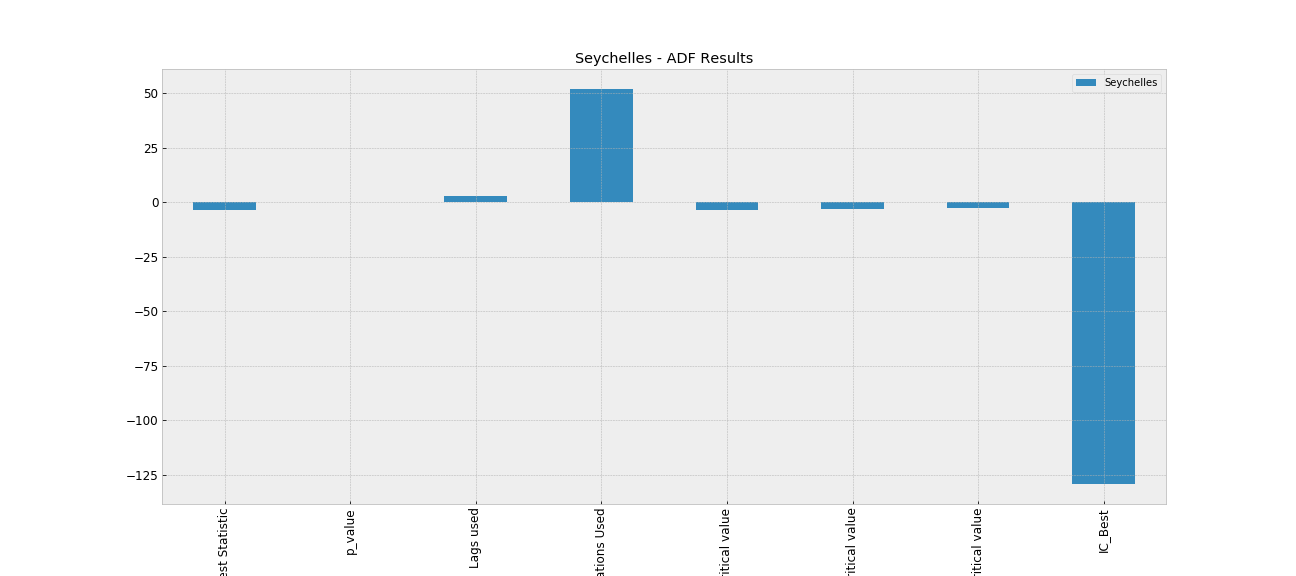 Seychelles - ADF Results
Seychelles
50
25
0
−25
−50
−75
−100
−125
est Statistic
p_value
Lags used
ations Used
ritical value
ritical value
ritical value
IC_Best